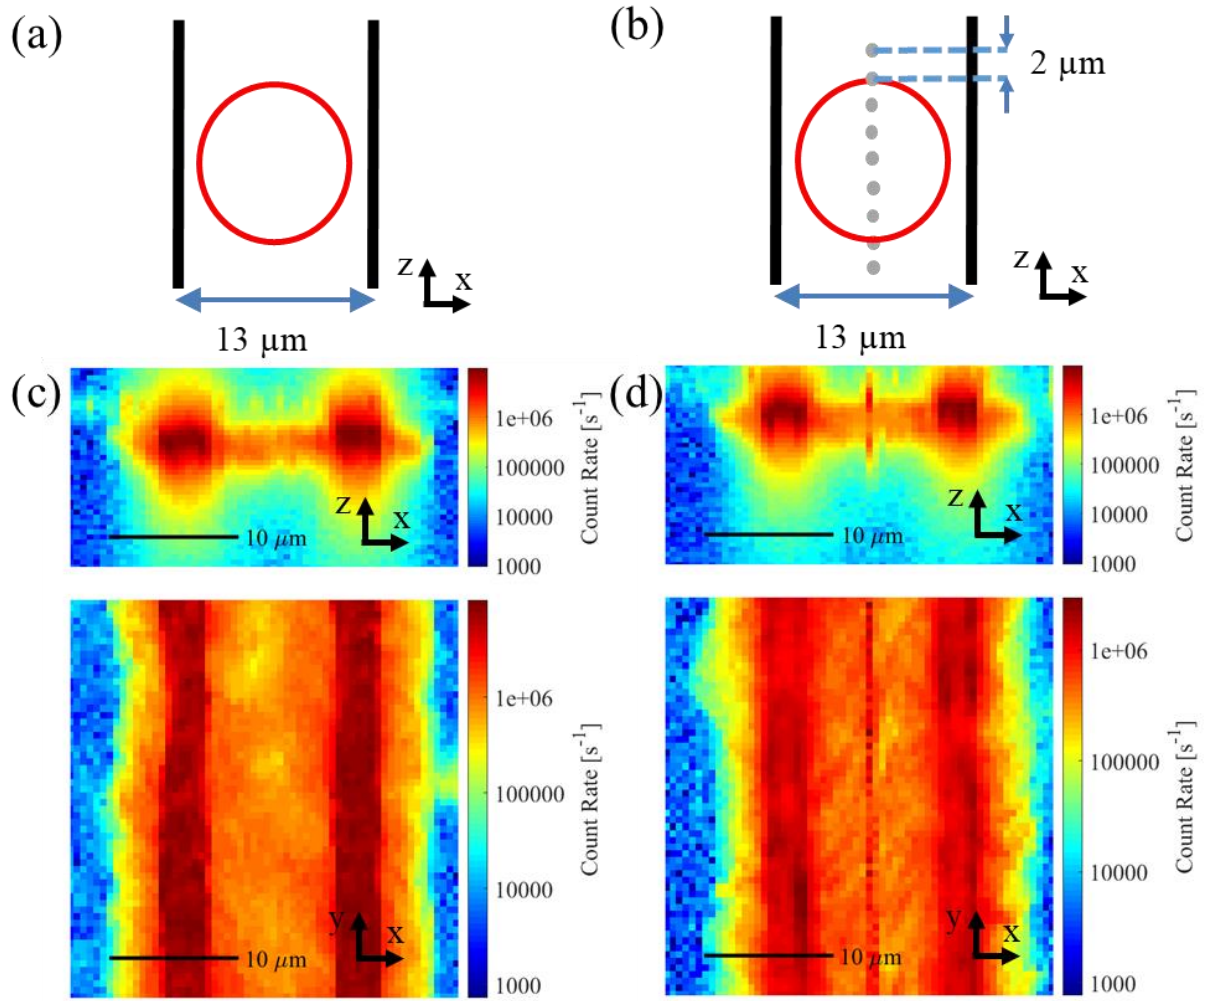 (a)
z
x
13 µm
(b)
2 µm
z
x
13 µm
(c)
z
x
10 µm
1e+06
100000
10000
1000
Count Rate [s⁻¹]
(d)
z
x
10 µm
1e+06
100000
10000
1000
Count Rate [s⁻¹]
y
x
10 µm
1e+06
100000
10000
1000
Count Rate [s⁻¹]
y
x
10 µm
1e+06
100000
10000
1000
Count Rate [s⁻¹]